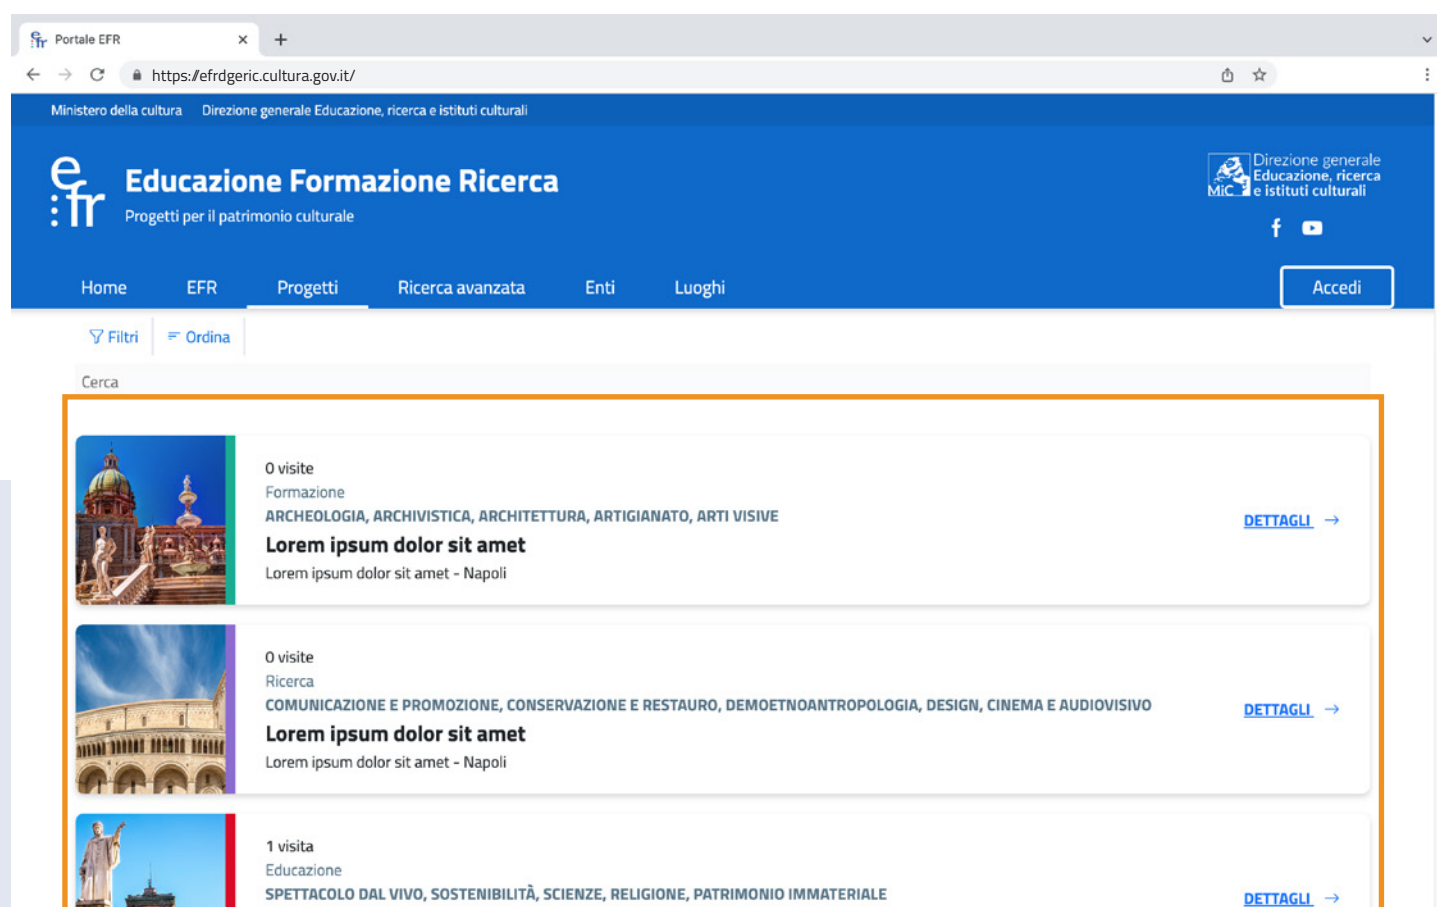 efr Portale EFR
https://efrdgeric.cultura.gov.it/
Ministero della cultura Direzione generale Educazione, ricerca e istituti culturali
efr
Educazione Formazione Ricerca
Progetti per il patrimonio culturale
MiC
Direzione generale
Educazione, ricerca
e istituti culturali
Home EFR Progetti Ricerca avanzata Enti Luoghi Accedi
Filtri Ordina
Cerca
0 visite
Formazione
ARCHEOLOGIA, ARCHIVISTICA, ARCHITETTURA, ARTIGIANATO, ARTI VISIVE
Lorem ipsum dolor sit amet
Lorem ipsum dolor sit amet - Napoli
DETTAGLI
0 visite
Ricerca
COMUNICAZIONE E PROMOZIONE, CONSERVAZIONE E RESTAURO, DEMOETNOANTROPOLOGIA, DESIGN, CINEMA E AUDIOVISIVO
Lorem ipsum dolor sit amet
Lorem ipsum dolor sit amet - Napoli
DETTAGLI
1 visita
Educazione
SPETTACOLO DAL VIVO, SOSTENIBILITÀ, SCIENZE, RELIGIONE, PATRIMONIO IMMATERIALE
DETTAGLI